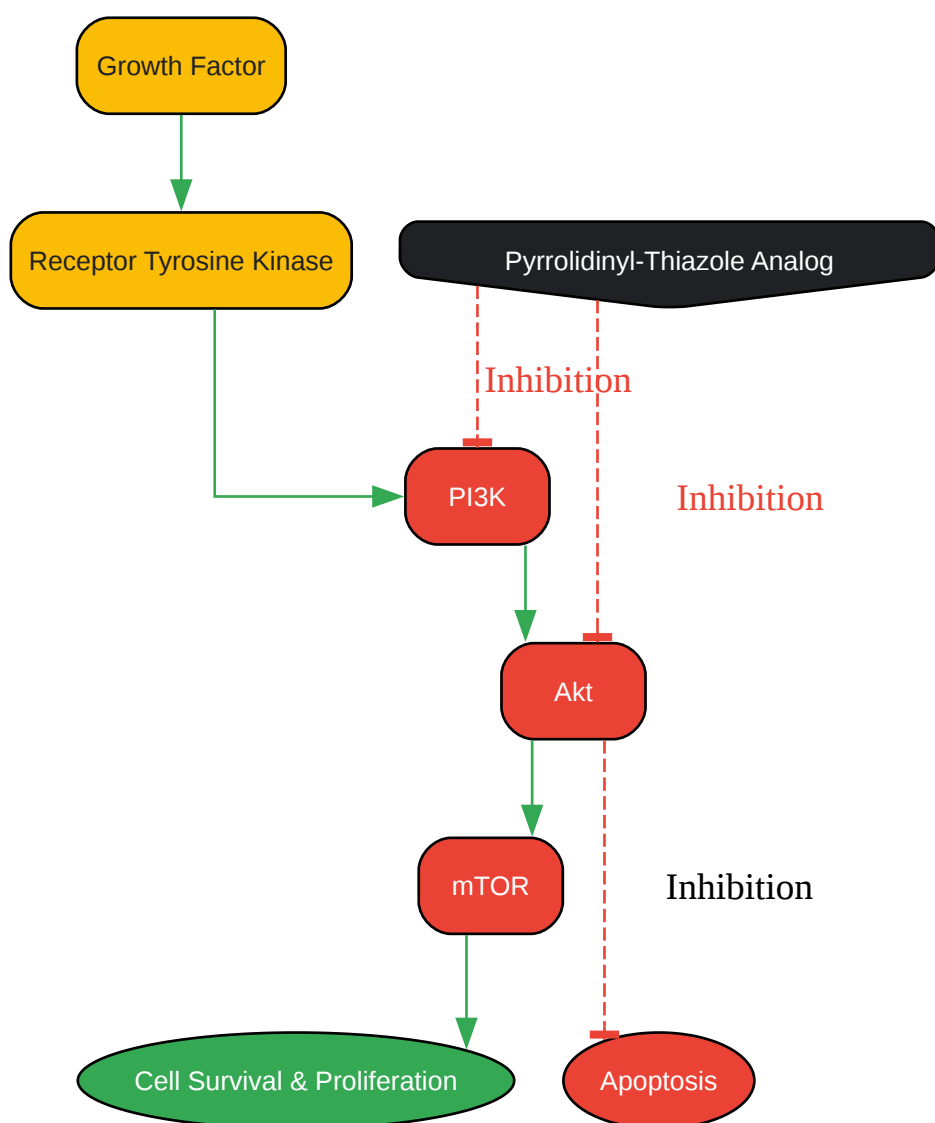 Growth Factor
Receptor Tyrosine Kinase
Pyrrolidinyl-Thiazole Analog
Inhibition
PI3K
Inhibition
Akt
mTOR
Inhibition
Cell Survival & Proliferation
Apoptosis